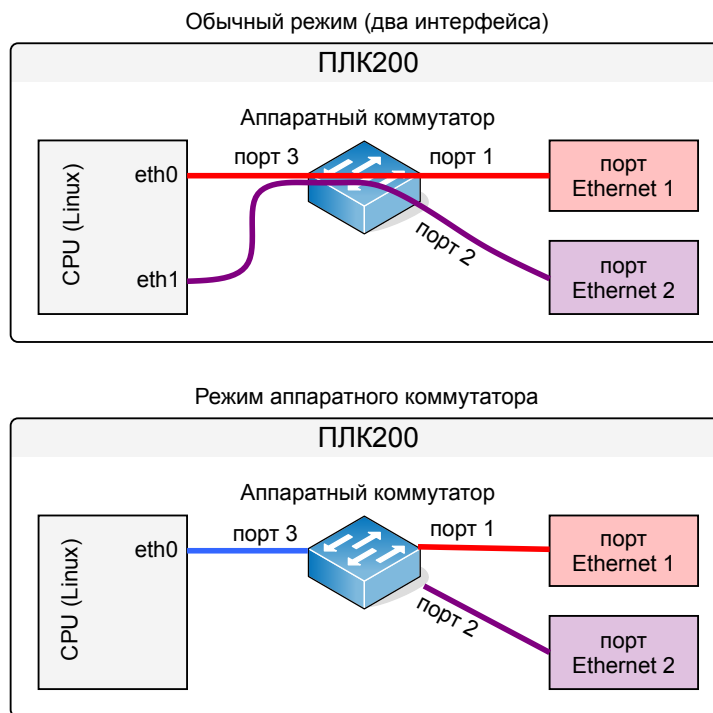 Обычный режим (два интерфейса)
ПЛК200
Аппаратный коммутатор
CPU (Linux)
eth0
порт 3
порт 1
порт
Ethernet 1
eth1
порт 2
порт
Ethernet 2
Режим аппаратного коммутатора
ПЛК200
Аппаратный коммутатор
CPU (Linux)
eth0
порт 3
порт 1
порт
Ethernet 1
порт 2
порт
Ethernet 2